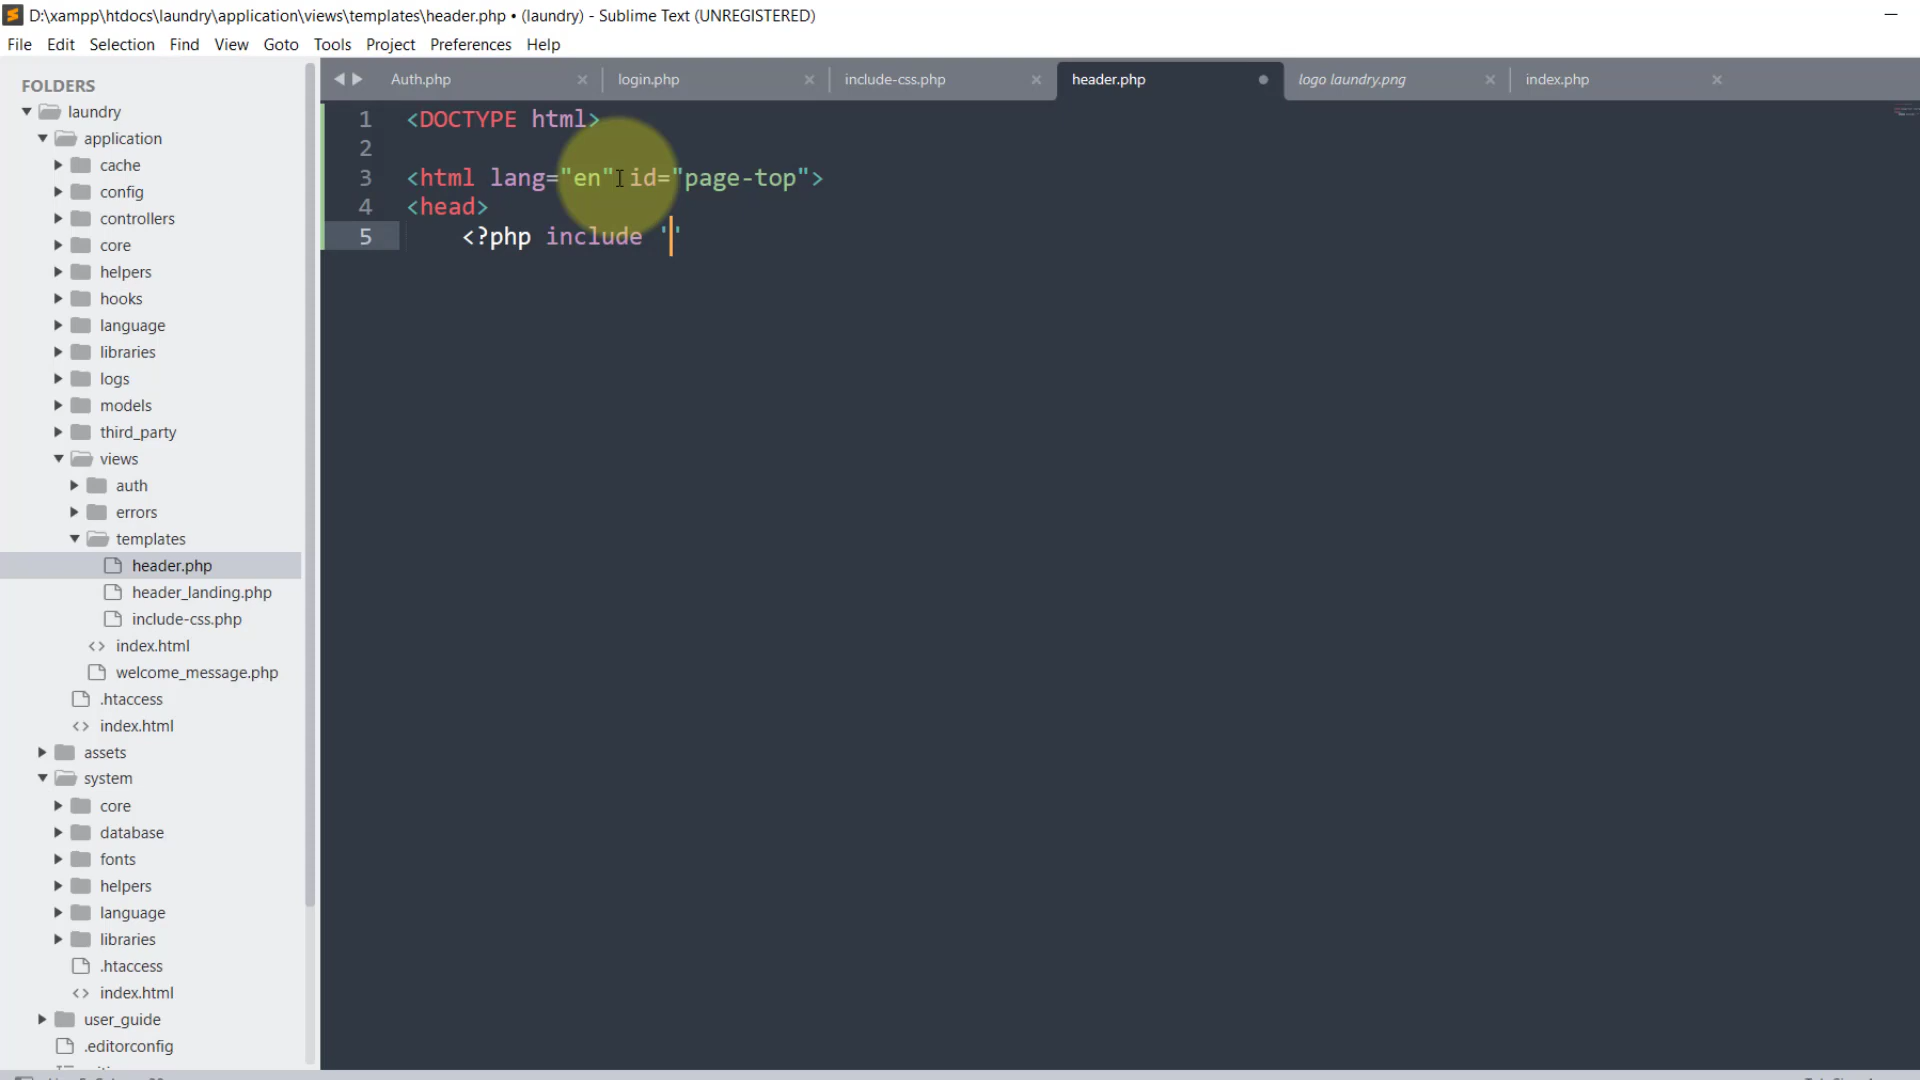 D:\xampp\htdocs\laundry\application\views\templates\header.php • (laundry) - Sublime Text (UNREGISTERED)
File Edit Selection Find View Goto Tools Project Preferences Help
FOLDERS
laundry
application
cache
config
controllers
core
helpers
hooks
language
libraries
logs
models
third_party
views
auth
errors
templates
header.php
header_landing.php
include-css.php
index.html
welcome_message.php
.htaccess
index.html
assets
system
core
database
fonts
helpers
language
libraries
.htaccess
index.html
user_guide
.editorconfig
Auth.php login.php include-css.php header.php logo laundry.png index.php
1 <DOCTYPE html>
2
3 <html lang="en" id="page-top">
4 <head>
5 <?php include ''